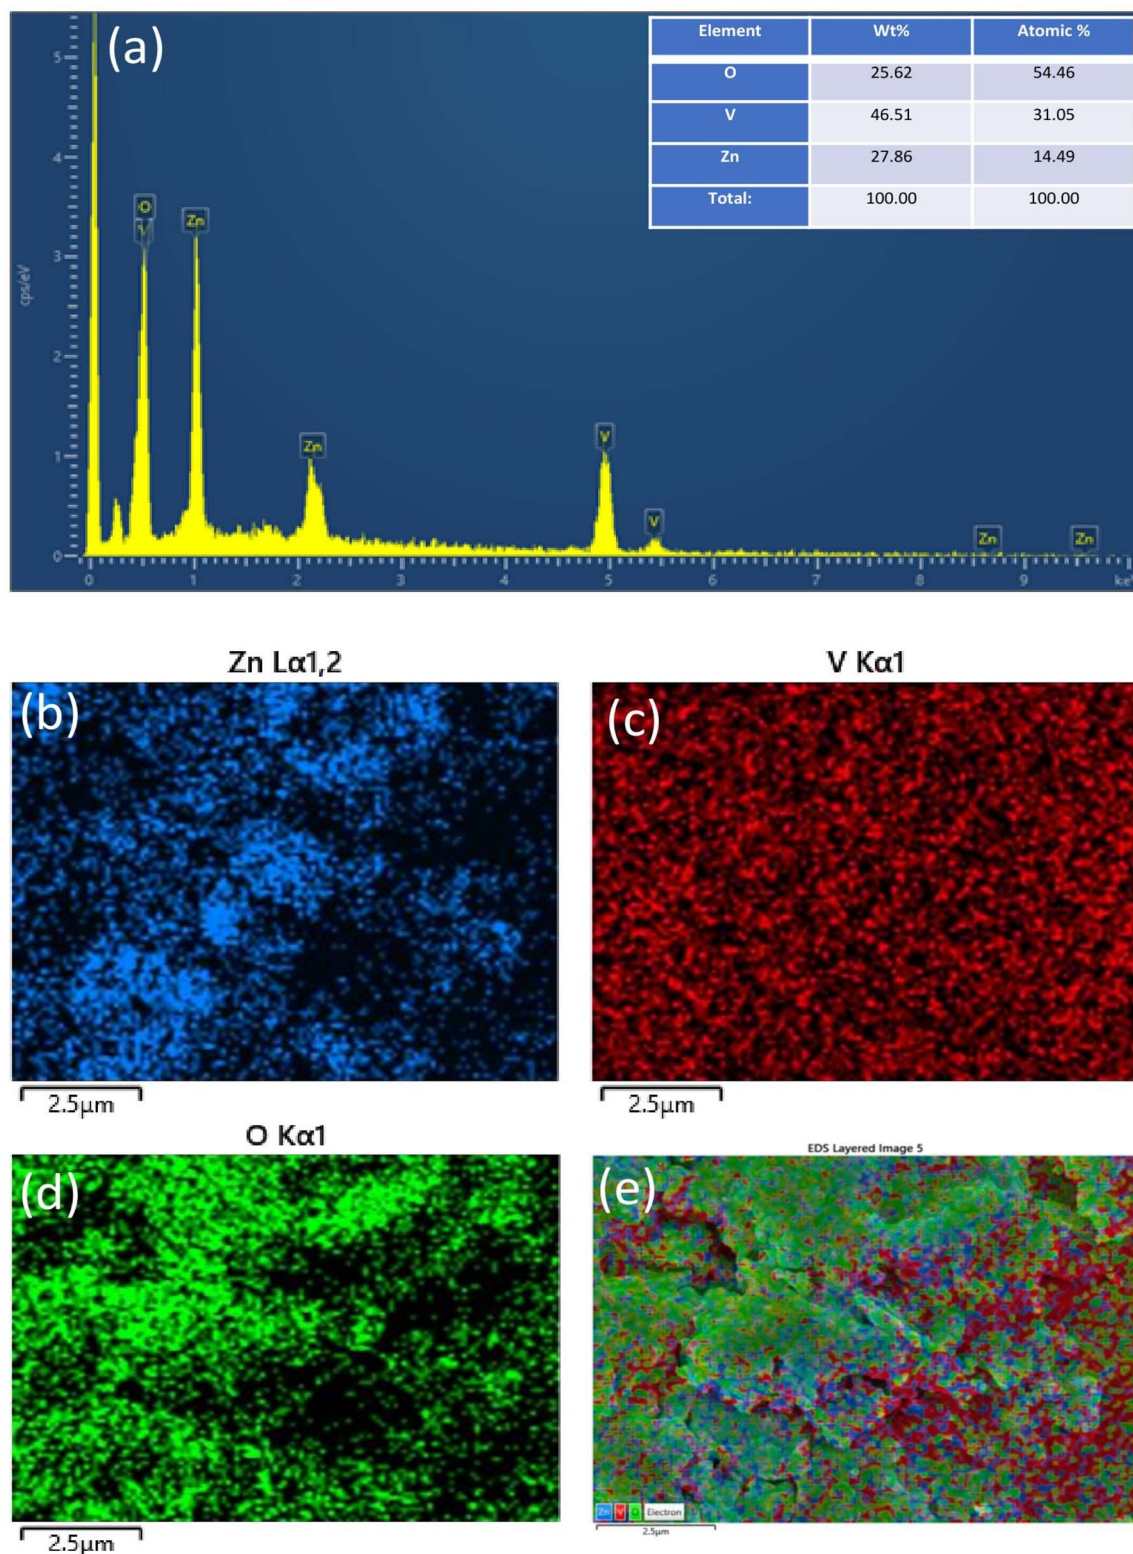 (a)
Element Wt% Atomic %
O 25.62 54.46
V 46.51 31.05
Zn 27.86 14.49
Total: 100.00 100.00
5
4
3
2
1
0
cps/eV
O
V
Zn
Zn
V
V
Zn
Zn
0 1 2 3 4 5 6 7 8 9
Zn Lα1,2
V Kα1
(b)
(c)
2.5µm
2.5µm
O Kα1
EDS Layered Image 5
(d)
(e)
Zn V O Electron
2.5µm
2.5µm